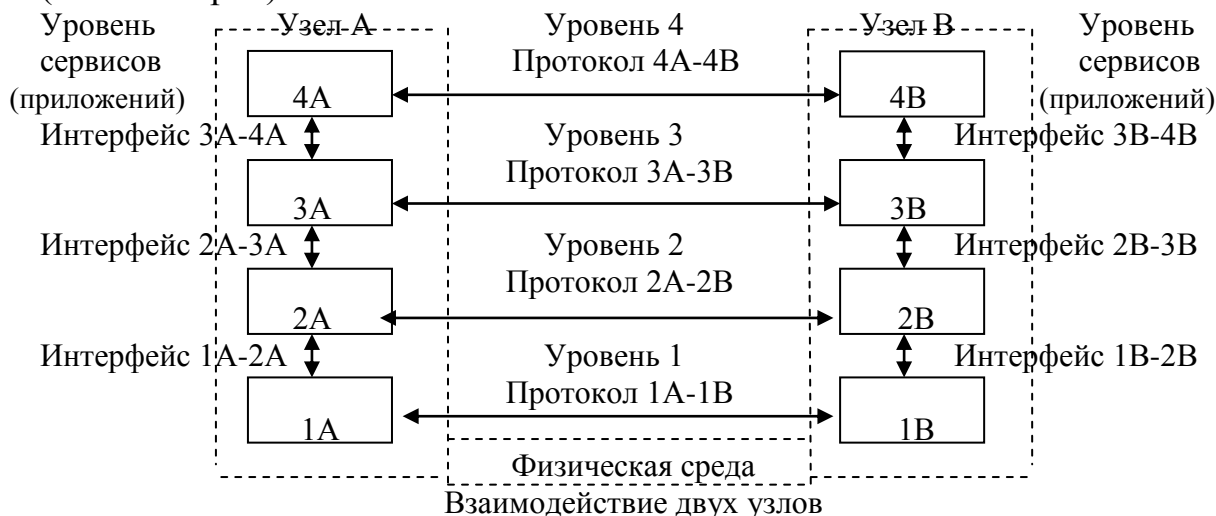 Уровень Узел А Уровень 4 Узел В Уровень
сервисов Протокол 4А-4В сервисов
(приложений) 4А 4В (приложений)
Интерфейс 3А-4А Уровень 3 Интерфейс 3В-4В
Протокол 3А-3В
3А 3В
Интерфейс 2А-3А Уровень 2 Интерфейс 2В-3В
Протокол 2А-2В
2А 2В
Интерфейс 1А-2А Уровень 1 Интерфейс 1В-2В
Протокол 1А-1В
1А 1В
Физическая среда
Взаимодействие двух узлов